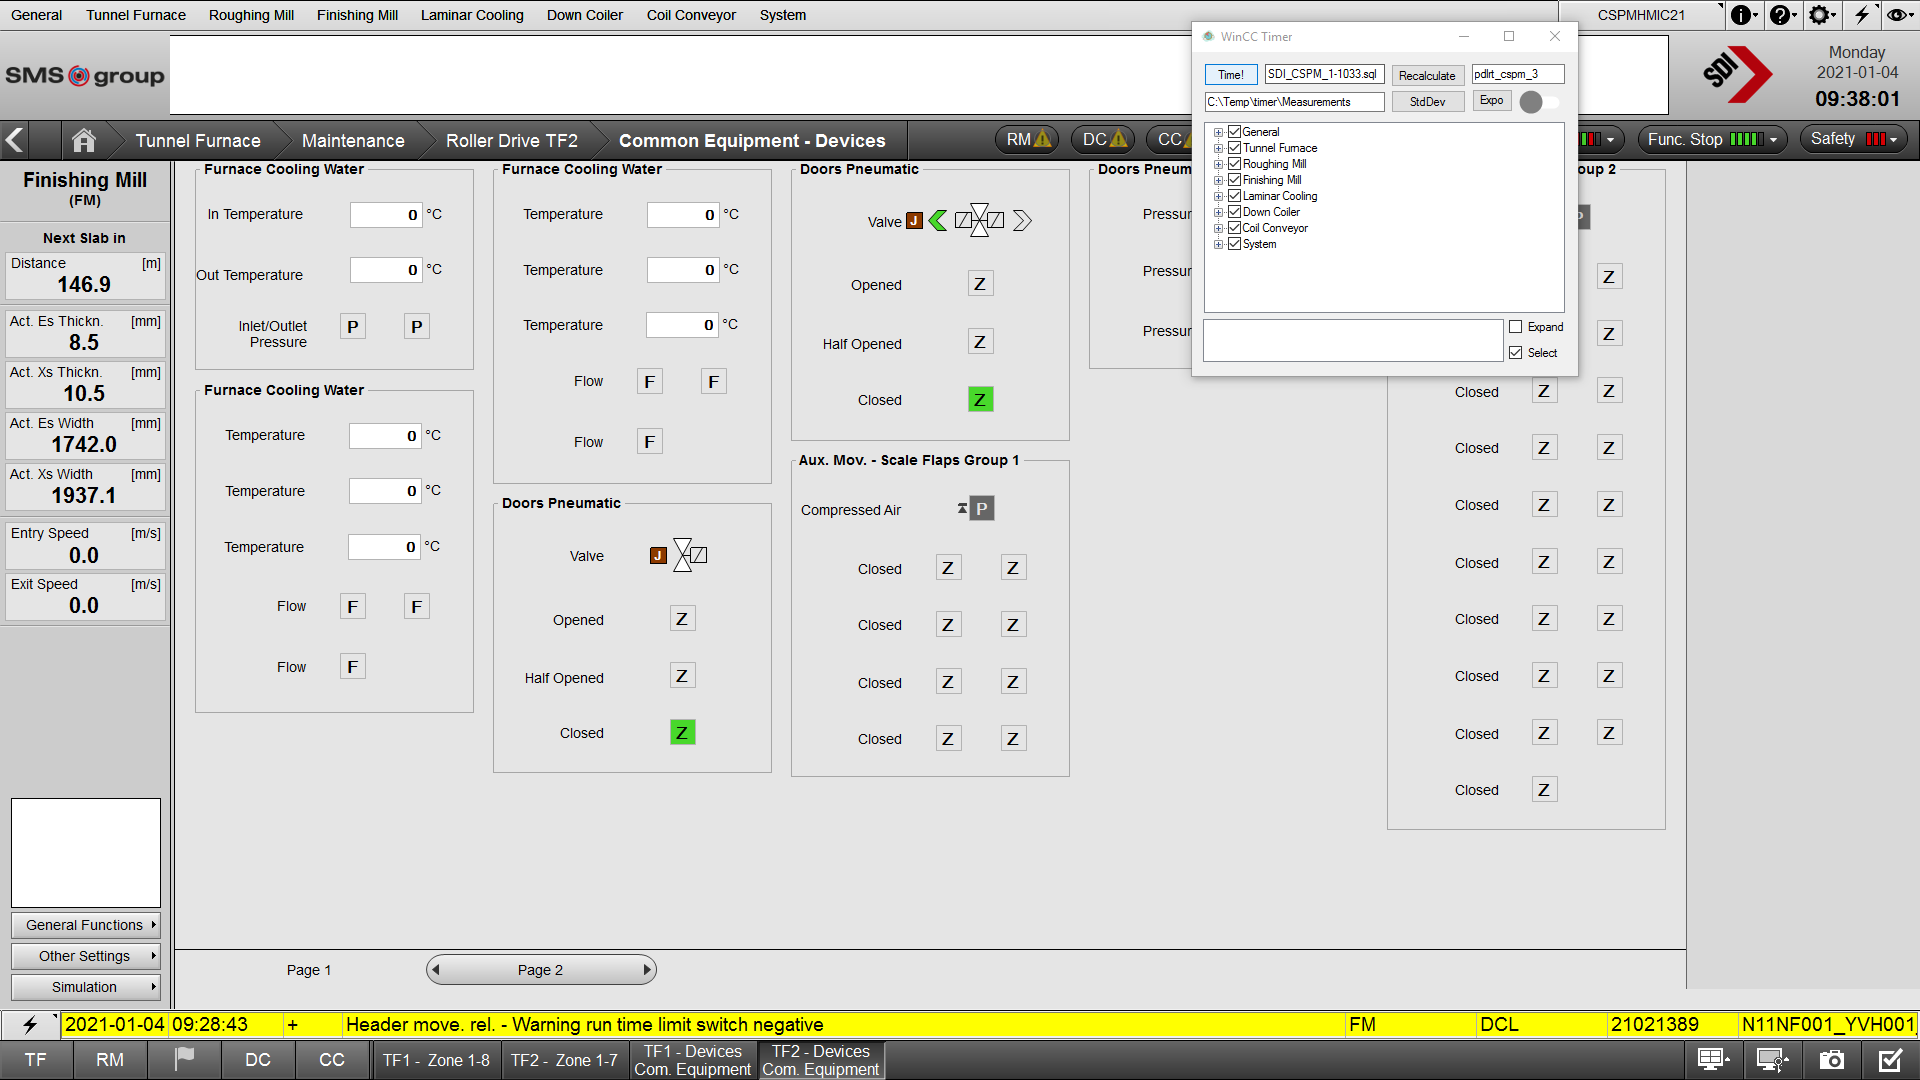 General Tunnel Furnace Roughing Mill Finishing Mill Laminar Cooling Down Coiler Coil Conveyor System CSPMHMIC21
SMS group
SDI
Monday
2021-01-04
09:38:01
WinCC Timer
Time! SDI_CSPM_1-1033.sql Recalculate pdlrt_cspm_3
C:\Temp\timer\Measurements StdDev Expo
General
Tunnel Furnace
Roughing Mill
Finishing Mill
Laminar Cooling
Down Coiler
Coil Conveyor
System
Expand
Select
Tunnel Furnace Maintenance Roller Drive TF2 Common Equipment - Devices RM DC CC Func. Stop Safety
Finishing Mill
(FM)
Next Slab in
Distance [m]
146.9
Act. Es Thickn. [mm]
8.5
Act. Xs Thickn. [mm]
10.5
Act. Es Width [mm]
1742.0
Act. Xs Width [mm]
1937.1
Entry Speed [m/s]
0.0
Exit Speed [m/s]
0.0
General Functions
Other Settings
Simulation
Furnace Cooling Water
In Temperature 0 °C
Out Temperature 0 °C
Inlet/Outlet
Pressure P P
Furnace Cooling Water
Temperature 0 °C
Temperature 0 °C
Temperature 0 °C
Flow F F
Flow F
Furnace Cooling Water
Temperature 0 °C
Temperature 0 °C
Temperature 0 °C
Flow F F
Flow F
Doors Pneumatic
Valve J
Opened Z
Half Opened Z
Closed Z
Doors Pneumatic
Valve J
Opened Z
Half Opened Z
Closed Z
Aux. Mov. - Scale Flaps Group 1
Compressed Air P
Closed Z Z
Closed Z Z
Closed Z Z
Closed Z Z
Doors Pneum
Pressur
Pressur
Pressur
oup 2
Z
Z
Closed Z Z
Closed Z Z
Closed Z Z
Closed Z Z
Closed Z Z
Closed Z Z
Closed Z Z
Closed Z
Page 1 Page 2
2021-01-04 09:28:43 + Header move. rel. - Warning run time limit switch negative FM DCL 21021389 N11NF001_YVH001
TF RM DC CC TF1 - Zone 1-8 TF2 - Zone 1-7
TF1 - Devices
Com. Equipment
TF2 - Devices
Com. Equipment